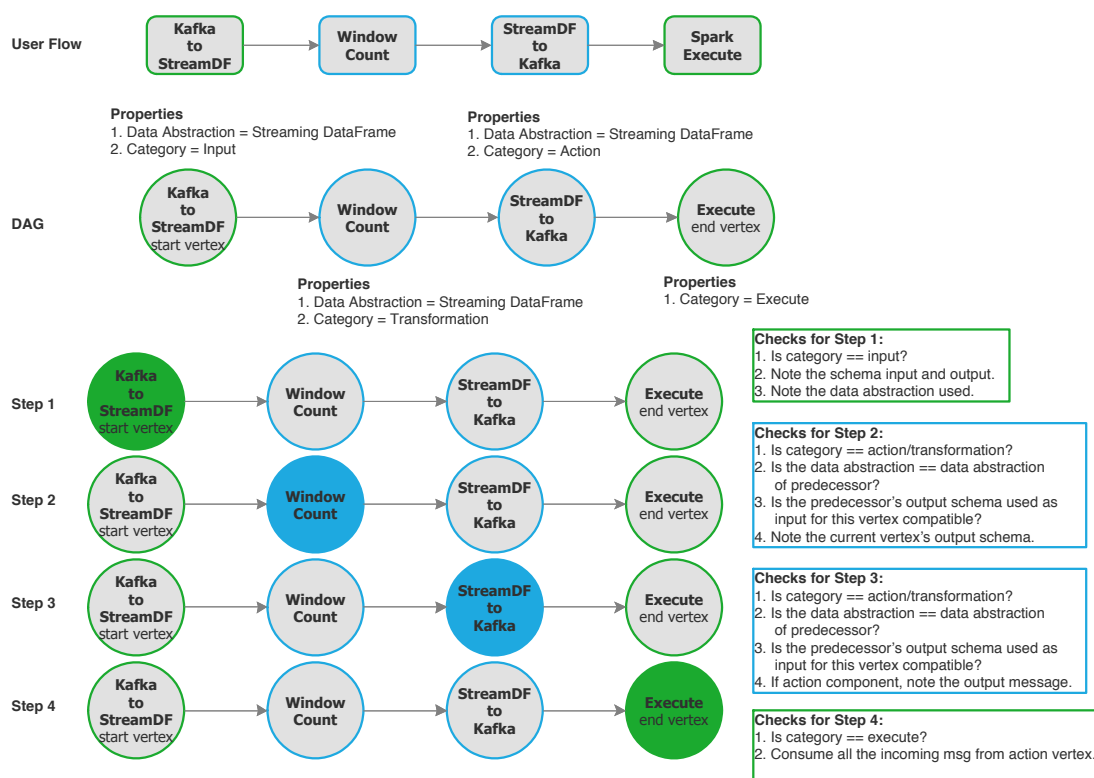 User Flow
Kafka
to
StreamDF
Window
Count
StreamDF
to
Kafka
Spark
Execute
Properties
1. Data Abstraction = Streaming DataFrame
2. Category = Input
Properties
1. Data Abstraction = Streaming DataFrame
2. Category = Action
DAG
Kafka
to
StreamDF
start vertex
Window
Count
StreamDF
to
Kafka
Execute
end vertex
Properties
1. Data Abstraction = Streaming DataFrame
2. Category = Transformation
Properties
1. Category = Execute
Step 1
Kafka
to
StreamDF
start vertex
Window
Count
StreamDF
to
Kafka
Execute
end vertex
Checks for Step 1:
1. Is category == input?
2. Note the schema input and output.
3. Note the data abstraction used.
Step 2
Kafka
to
StreamDF
start vertex
Window
Count
StreamDF
to
Kafka
Execute
end vertex
Checks for Step 2:
1. Is category == action/transformation?
2. Is the data abstraction == data abstraction
of predecessor?
3. Is the predecessor's output schema used as
input for this vertex compatible?
4. Note the current vertex's output schema.
Step 3
Kafka
to
StreamDF
start vertex
Window
Count
StreamDF
to
Kafka
Execute
end vertex
Checks for Step 3:
1. Is category == action/transformation?
2. Is the data abstraction == data abstraction
of predecessor?
3. Is the predecessor's output schema used as
input for this vertex compatible?
4. If action component, note the output message.
Step 4
Kafka
to
StreamDF
start vertex
Window
Count
StreamDF
to
Kafka
Execute
end vertex
Checks for Step 4:
1. Is category == execute?
2. Consume all the incoming msg from action vertex.